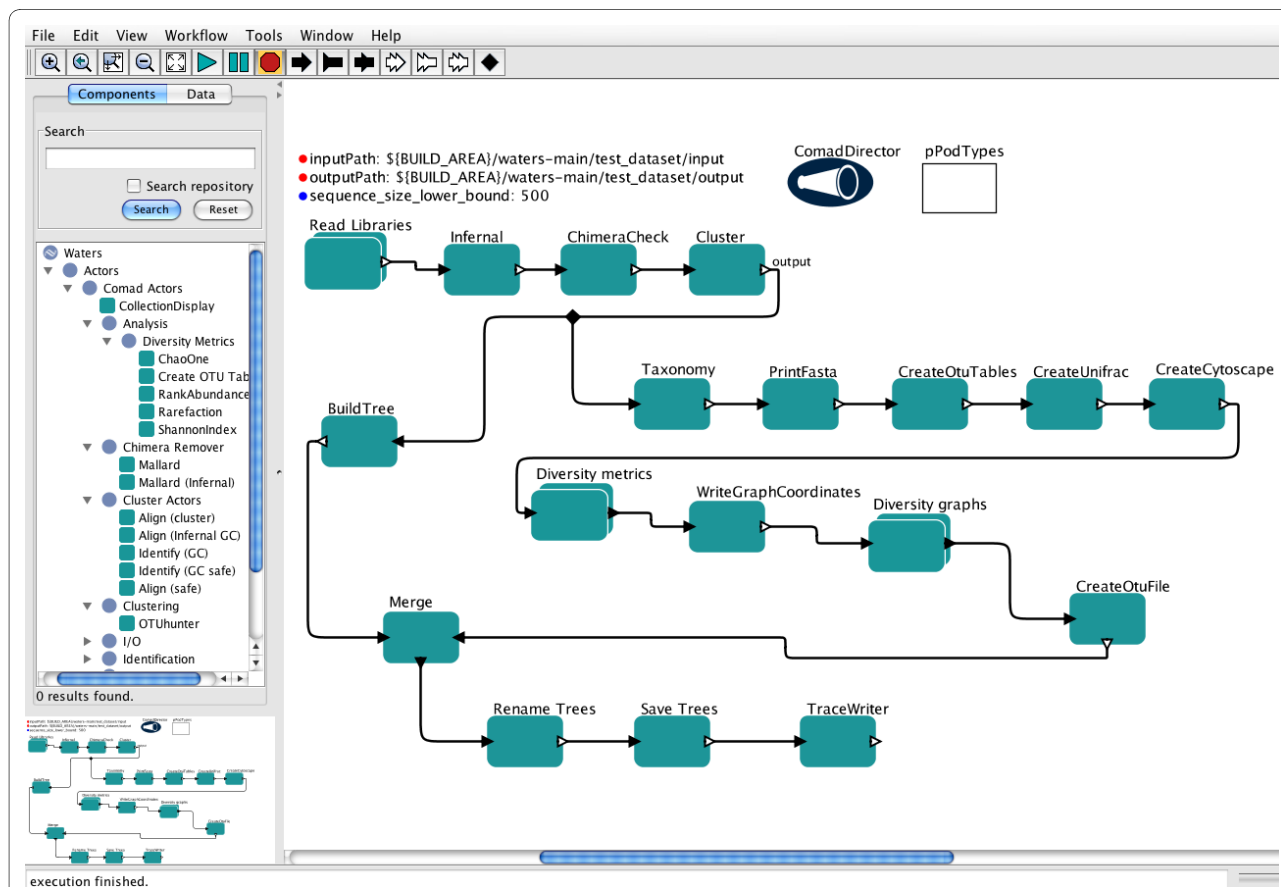 File Edit View Workflow Tools Window Help
Components Data
Search
Search repository
Search Reset
Waters
Actors
Comad Actors
CollectionDisplay
Analysis
Diversity Metrics
ChaoOne
Create OTU Tab
RankAbundance
Rarefaction
ShannonIndex
Chimera Remover
Mallard
Mallard (Infernal)
Cluster Actors
Align (cluster)
Align (Infernal GC)
Identify (GC)
Identify (GC safe)
Align (safe)
Clustering
OTUhunter
I/O
Identification
0 results found.
inputPath: ${BUILD_AREA}/waters-main/test_dataset/input
outputPath: ${BUILD_AREA}/waters-main/test_dataset/output
sequence_size_lower_bound: 500
ComadDirector pPodTypes
Read Libraries Infernal ChimeraCheck Cluster
output
Taxonomy PrintFasta CreateOtuTables CreateUnifrac CreateCytoscape
BuildTree
Diversity metrics WriteGraphCoordinates Diversity graphs
CreateOtuFile
Merge
Rename Trees Save Trees TraceWriter
execution finished.